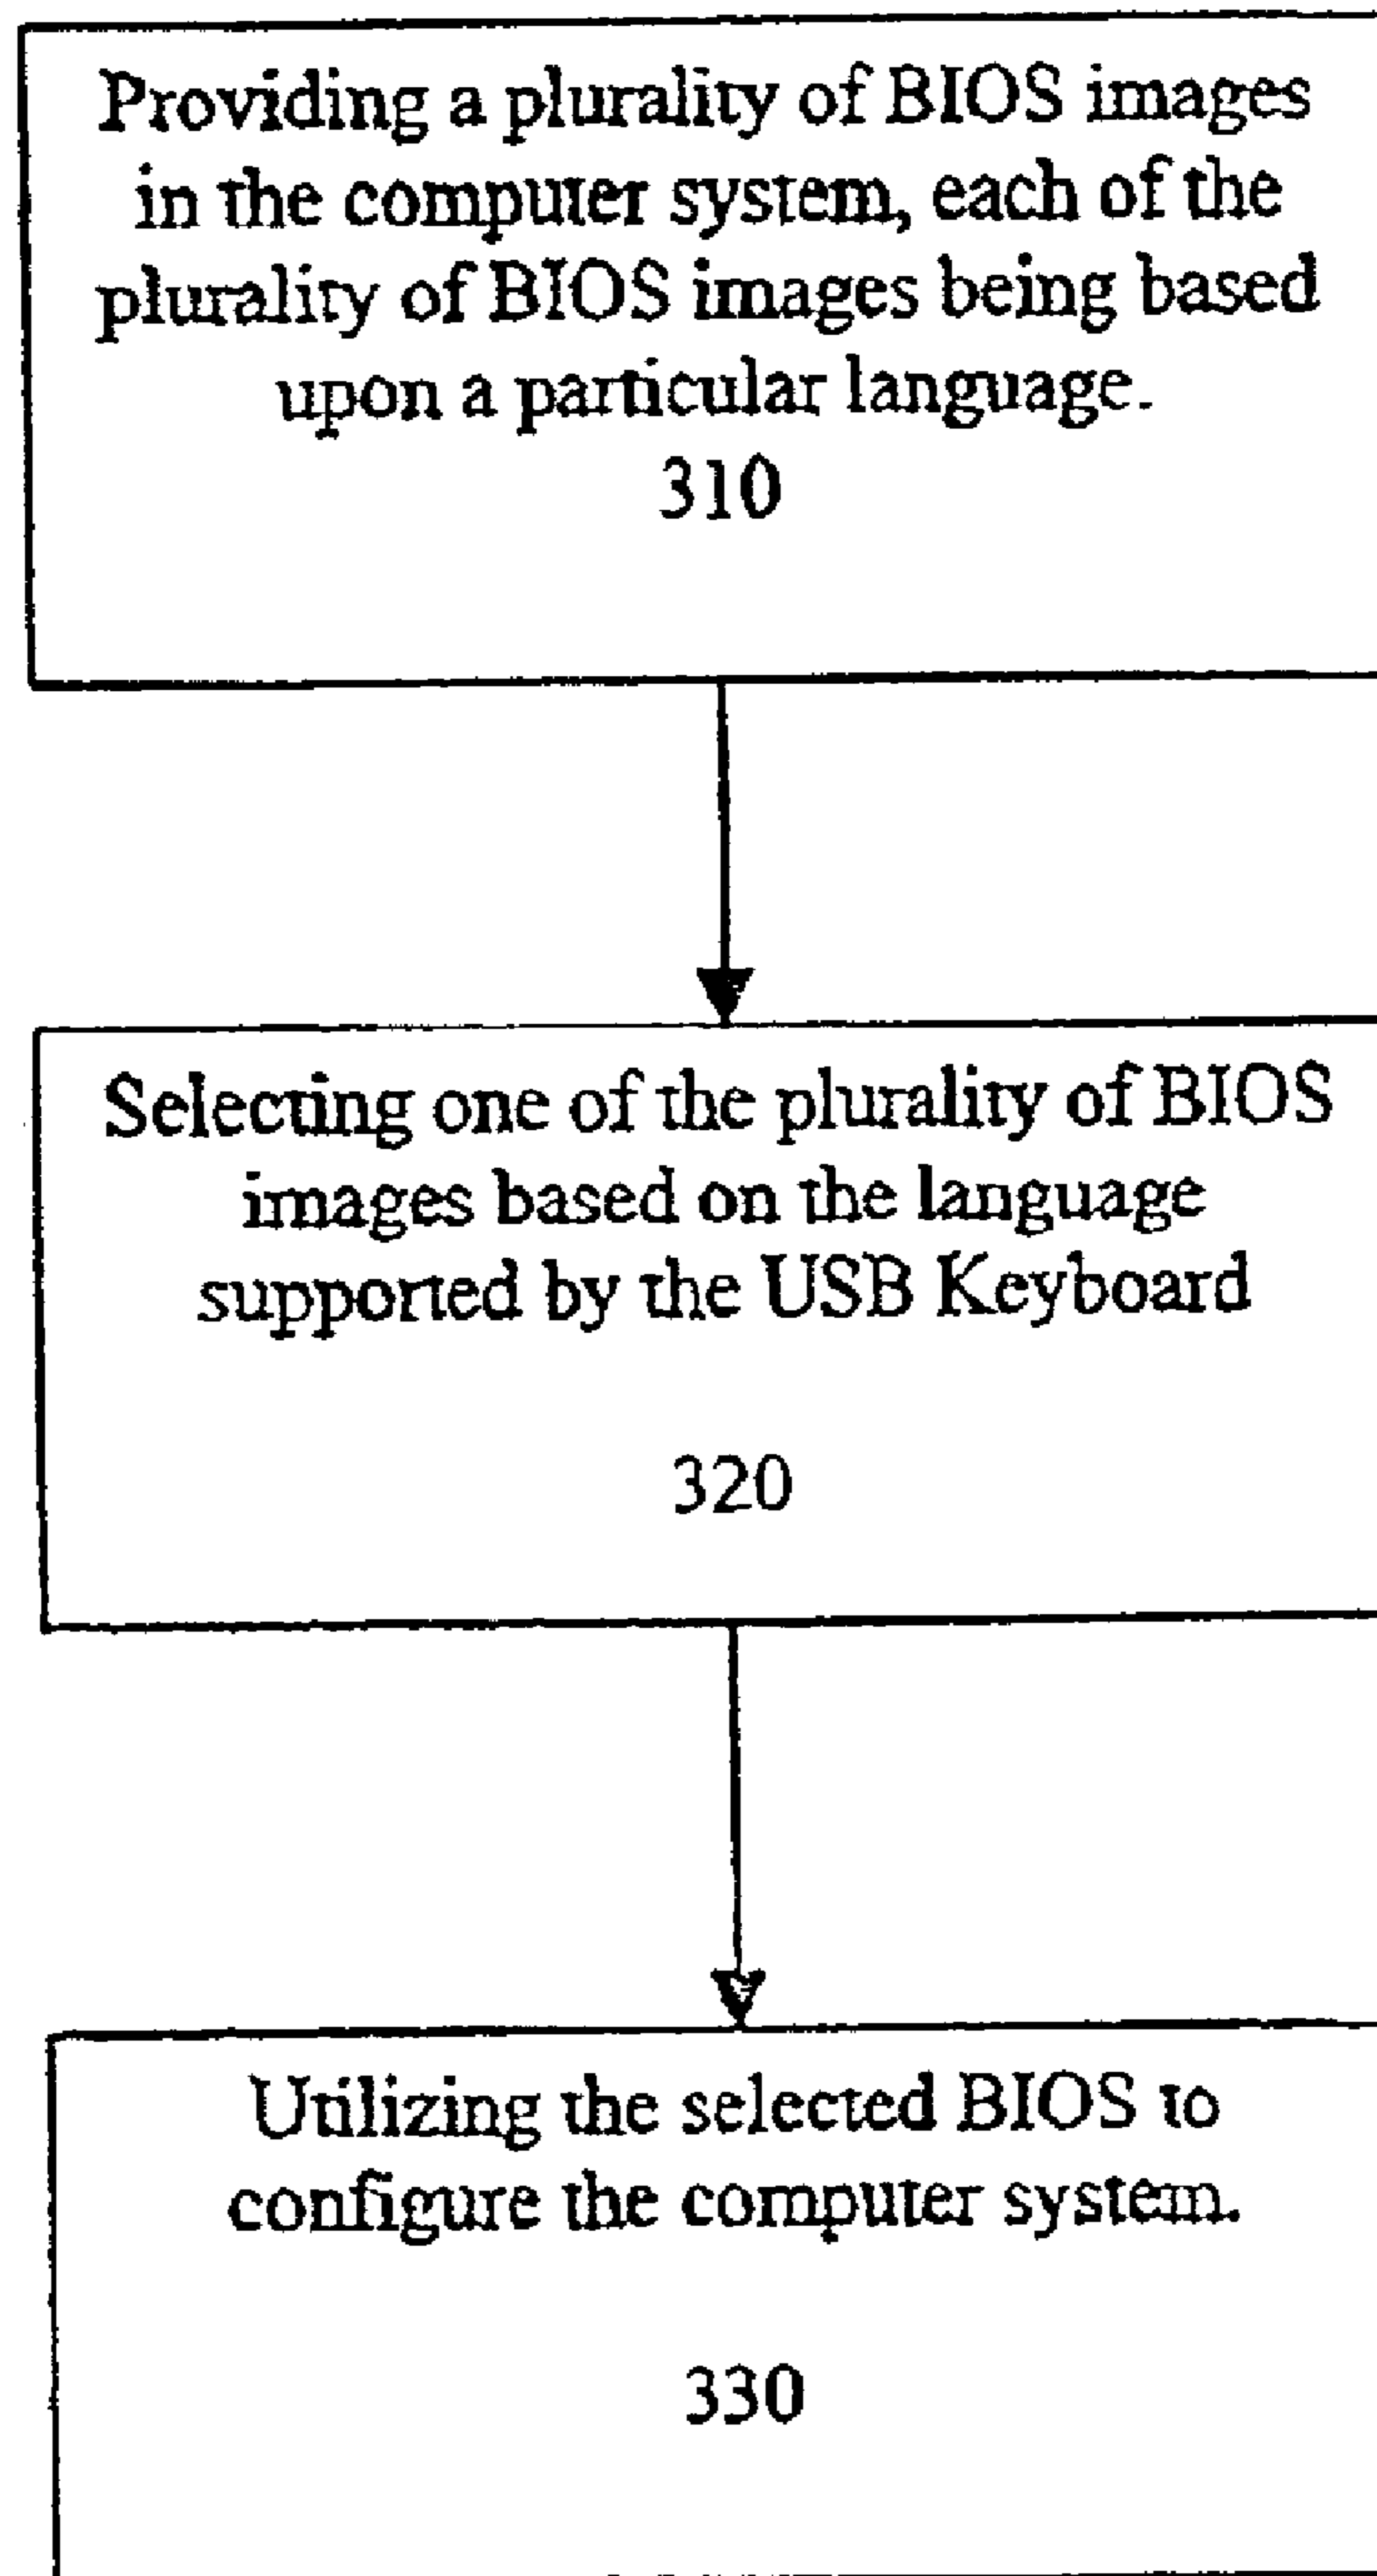 Providing a plurality of BIOS images
in the computer system, each of the
plurality of BIOS images being based
upon a particular language.
310
Selecting one of the plurality of BIOS
images based on the language
supported by the USB Keyboard
320
Utilizing the selected BIOS to
configure the computer system.
330